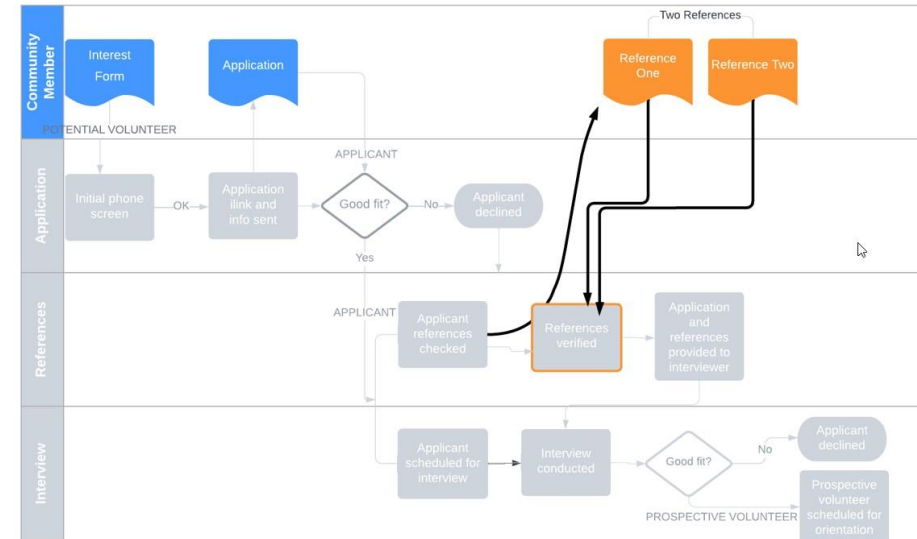 Two References
Community
Member
Interest
Form
Application
Reference
One
Reference Two
POTENTIAL VOLUNTEER
APPLICANT
Application
Initial phone
screen
OK
Application
ilink and
info sent
Good fit?
No
Applicant
declined
Yes
References
APPLICANT
Applicant
references
checked
References
verified
Application
and
references
provided to
interviewer
Interview
Applicant
scheduled for
interview
Interview
conducted
Good fit?
No
Applicant
declined
PROSPECTIVE VOLUNTEER
Prospective
volunteer
scheduled for
orientation